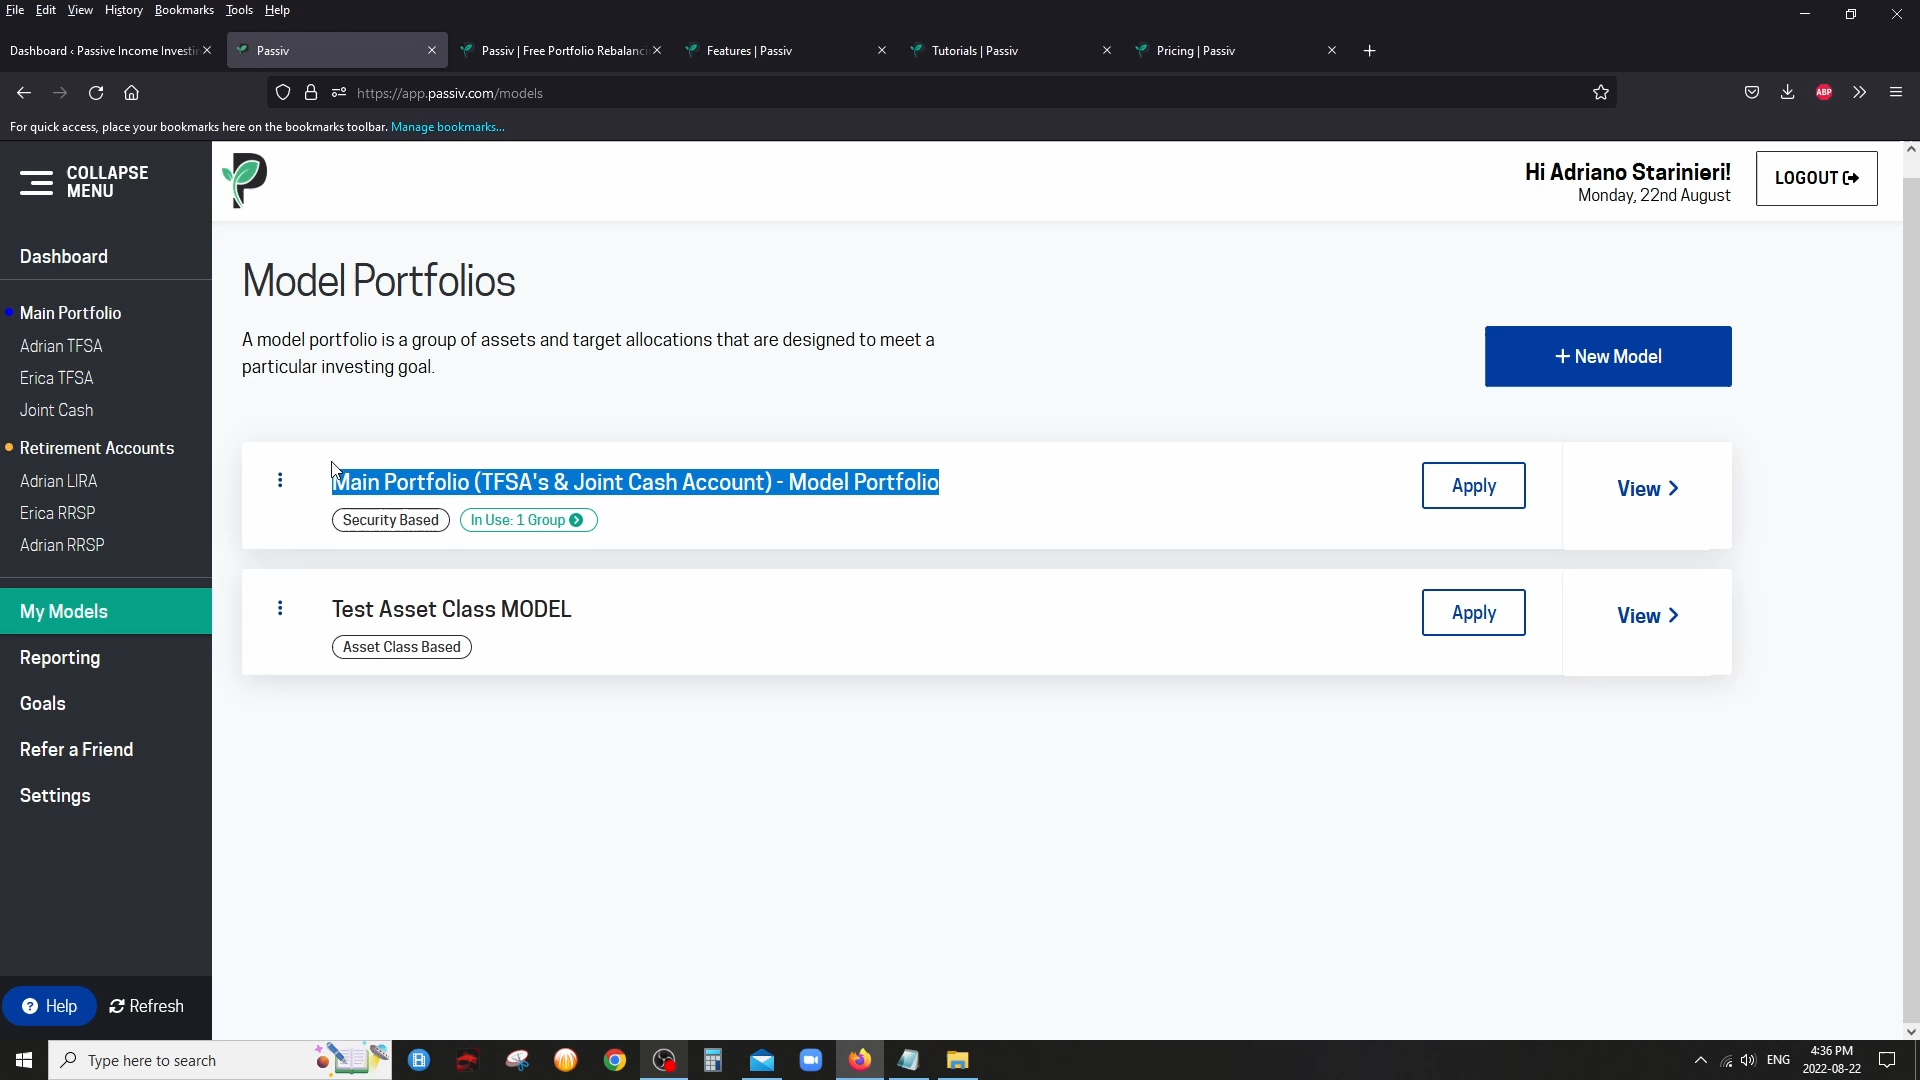 File Edit View History Bookmarks Tools Help
Dashboard ‹ Passive Income Investin
Passiv
Passiv | Free Portfolio Rebalanci
Features | Passiv
Tutorials | Passiv
Pricing | Passiv
https://app.passiv.com/models
ABP
For quick access, place your bookmarks here on the bookmarks toolbar. Manage bookmarks...
COLLAPSE
MENU
Hi Adriano Starinieri!
Monday, 22nd August
LOGOUT
Dashboard
Main Portfolio
Adrian TFSA
Erica TFSA
Joint Cash
Retirement Accounts
Adrian LIRA
Erica RRSP
Adrian RRSP
My Models
Reporting
Goals
Refer a Friend
Settings
Help
Refresh
Model Portfolios
A model portfolio is a group of assets and target allocations that are designed to meet a
particular investing goal.
+ New Model
Main Portfolio (TFSA's & Joint Cash Account) - Model Portfolio
Security Based
In Use: 1 Group
Apply
View
Test Asset Class MODEL
Asset Class Based
Apply
View
Type here to search
ENG
4:36 PM
2022-08-22